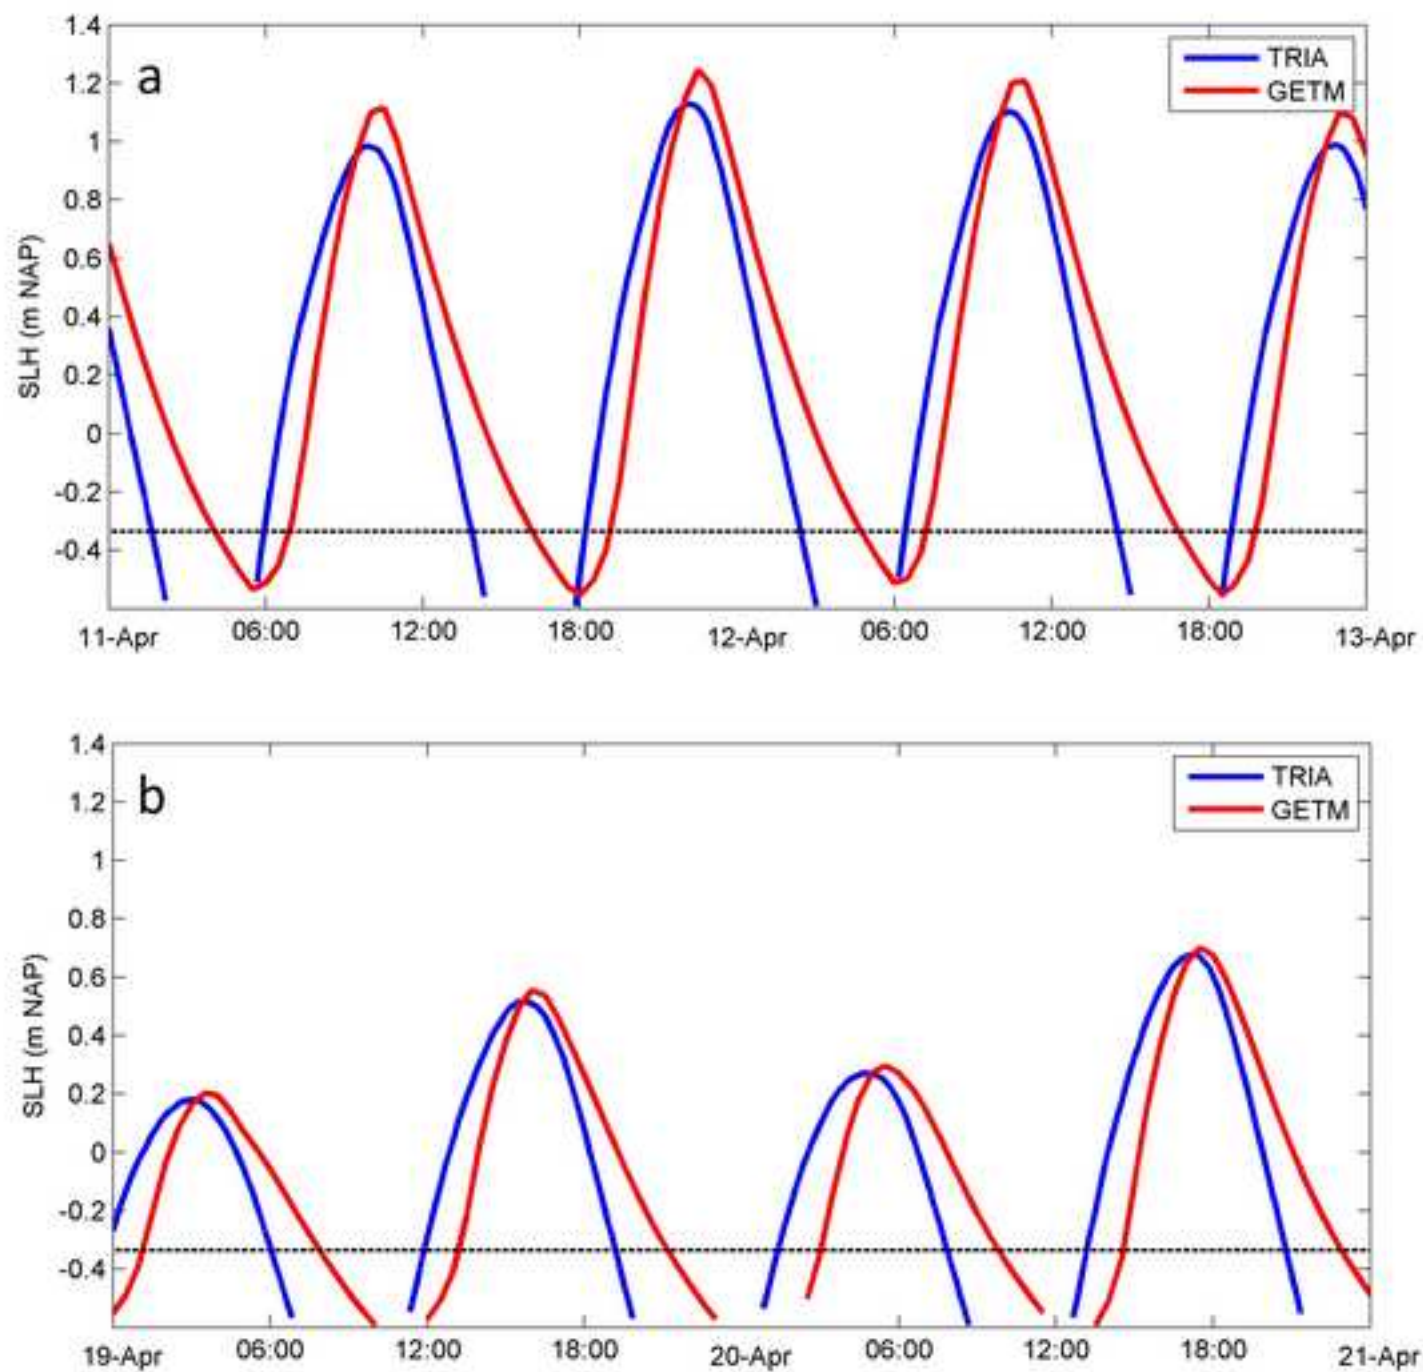 1.4
a
TRIA
GETM
1.2
1
0.8
0.6
0.4
0.2
0
-0.2
-0.4
SLH (m NAP)
11-Apr 06:00 12:00 18:00 12-Apr 06:00 12:00 18:00 13-Apr
1.4
b
TRIA
GETM
1.2
1
0.8
0.6
0.4
0.2
0
-0.2
-0.4
SLH (m NAP)
19-Apr 06:00 12:00 18:00 20-Apr 06:00 12:00 18:00 21-Apr